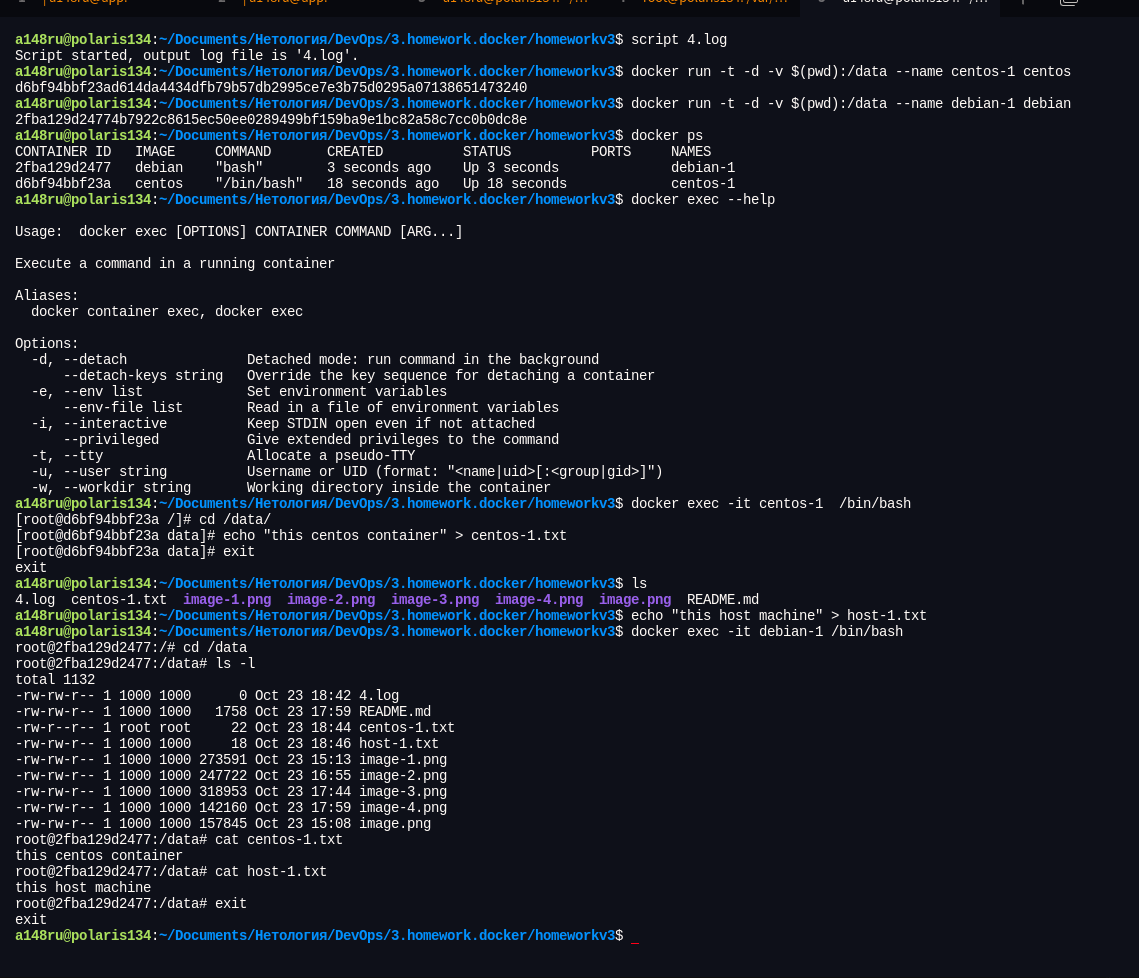 a148ru@polaris134:~/Documents/Нетология/DevOps/3.homework.docker/homeworkv3$ script 4.log
Script started, output log file is '4.log'.
a148ru@polaris134:~/Documents/Нетология/DevOps/3.homework.docker/homeworkv3$ docker run -t -d -v $(pwd):/data --name centos-1 centos
d6bf94bbf23ad614da4434dfb79b57db2995ce7e3b75d0295a07138651473240
a148ru@polaris134:~/Documents/Нетология/DevOps/3.homework.docker/homeworkv3$ docker run -t -d -v $(pwd):/data --name debian-1 debian
2fba129d24774b7922c8615ec50ee0289499bf159ba9e1bc82a58c7cc0b0dc8e
a148ru@polaris134:~/Documents/Нетология/DevOps/3.homework.docker/homeworkv3$ docker ps
CONTAINER ID   IMAGE     COMMAND       CREATED          STATUS          PORTS     NAMES
2fba129d2477   debian    "bash"        3 seconds ago    Up 3 seconds              debian-1
d6bf94bbf23a   centos    "/bin/bash"   18 seconds ago   Up 18 seconds             centos-1
a148ru@polaris134:~/Documents/Нетология/DevOps/3.homework.docker/homeworkv3$ docker exec --help
Usage:  docker exec [OPTIONS] CONTAINER COMMAND [ARG...]
Execute a command in a running container
Aliases:
  docker container exec, docker exec
Options:
  -d, --detach               Detached mode: run command in the background
      --detach-keys string   Override the key sequence for detaching a container
  -e, --env list             Set environment variables
      --env-file list        Read in a file of environment variables
  -i, --interactive          Keep STDIN open even if not attached
      --privileged           Give extended privileges to the command
  -t, --tty                  Allocate a pseudo-TTY
  -u, --user string          Username or UID (format: "<name|uid>[:<group|gid>]")
  -w, --workdir string       Working directory inside the container
a148ru@polaris134:~/Documents/Нетология/DevOps/3.homework.docker/homeworkv3$ docker exec -it centos-1  /bin/bash
[root@d6bf94bbf23a /]# cd /data/
[root@d6bf94bbf23a data]# echo "this centos container" > centos-1.txt
[root@d6bf94bbf23a data]# exit
exit
a148ru@polaris134:~/Documents/Нетология/DevOps/3.homework.docker/homeworkv3$ ls
4.log  centos-1.txt  image-1.png  image-2.png  image-3.png  image-4.png  image.png  README.md
a148ru@polaris134:~/Documents/Нетология/DevOps/3.homework.docker/homeworkv3$ echo "this host machine" > host-1.txt
a148ru@polaris134:~/Documents/Нетология/DevOps/3.homework.docker/homeworkv3$ docker exec -it debian-1 /bin/bash
root@2fba129d2477:/# cd /data
root@2fba129d2477:/data# ls -l
total 1132
-rw-rw-r-- 1 1000 1000      0 Oct 23 18:42 4.log
-rw-rw-r-- 1 1000 1000   1758 Oct 23 17:59 README.md
-rw-r--r-- 1 root root     22 Oct 23 18:44 centos-1.txt
-rw-rw-r-- 1 1000 1000     18 Oct 23 18:46 host-1.txt
-rw-rw-r-- 1 1000 1000 273591 Oct 23 15:13 image-1.png
-rw-rw-r-- 1 1000 1000 247722 Oct 23 16:55 image-2.png
-rw-rw-r-- 1 1000 1000 318953 Oct 23 17:44 image-3.png
-rw-rw-r-- 1 1000 1000 142160 Oct 23 17:59 image-4.png
-rw-rw-r-- 1 1000 1000 157845 Oct 23 15:08 image.png
root@2fba129d2477:/data# cat centos-1.txt
this centos container
root@2fba129d2477:/data# cat host-1.txt
this host machine
root@2fba129d2477:/data# exit
exit
a148ru@polaris134:~/Documents/Нетология/DevOps/3.homework.docker/homeworkv3$ _